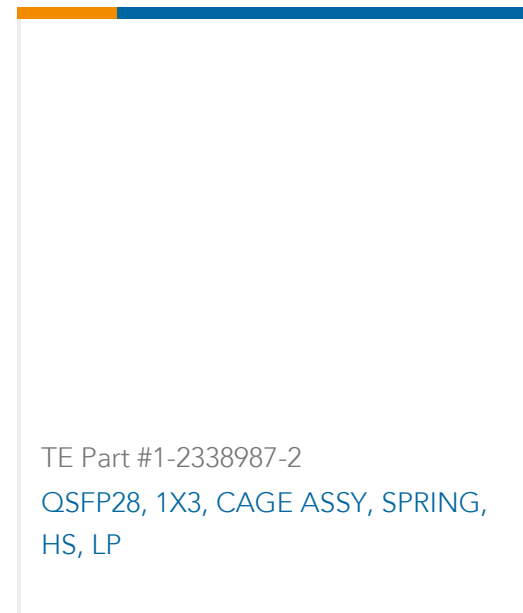 TE Part #1-2338987-2
QSFP28, 1X3, CAGE ASSY, SPRING,
HS, LP